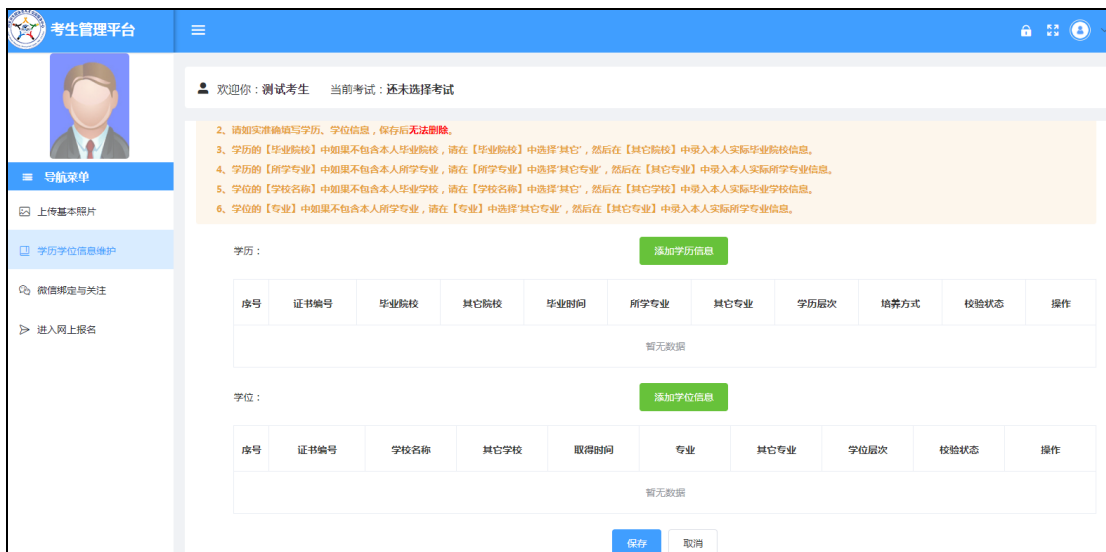 考生管理平台
欢迎你：测试考生 当前考试：还未选择考试
导航菜单
上传基本照片
学历学位信息维护
微信绑定与关注
进入网上报名
2、请如实准确填写学历、学位信息，保存后无法删除。
3、学历的【毕业院校】中如果不包含本人毕业院校，请在【毕业院校】中选择'其它'，然后在【其它院校】中录入本人实际毕业院校信息。
4、学历的【所学专业】中如果不包含本人所学专业，请在【所学专业】中选择'其它专业'，然后在【其它专业】中录入本人实际所学专业信息。
5、学位的【学校名称】中如果不包含本人毕业学校，请在【学校名称】中选择'其它'，然后在【其它学校】中录入本人实际毕业学校信息。
6、学位的【专业】中如果不包含本人所学专业，请在【专业】中选择'其它专业'，然后在【其它专业】中录入本人实际所学专业信息。
学历： 添加学历信息
序号 证书编号 毕业院校 其它院校 毕业时间 所学专业 其它专业 学历层次 培养方式 校验状态 操作
暂无数据
学位： 添加学位信息
序号 证书编号 学校名称 其它学校 取得时间 专业 其它专业 学位层次 校验状态 操作
暂无数据
保存 取消